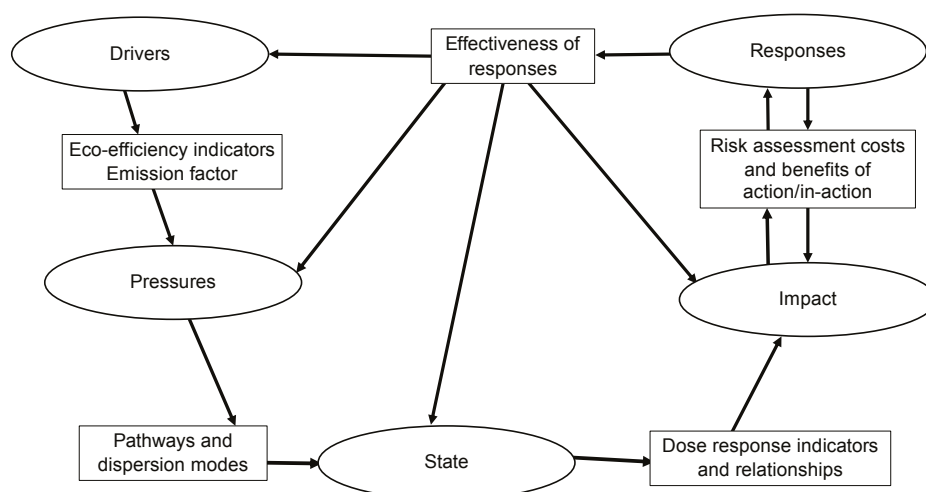 Drivers
Effectiveness of
responses
Responses
Eco-efficiency indicators
Emission factor
Risk assessment costs
and benefits of
action/in-action
Pressures
Impact
Pathways and
dispersion modes
State
Dose response indicators
and relationships